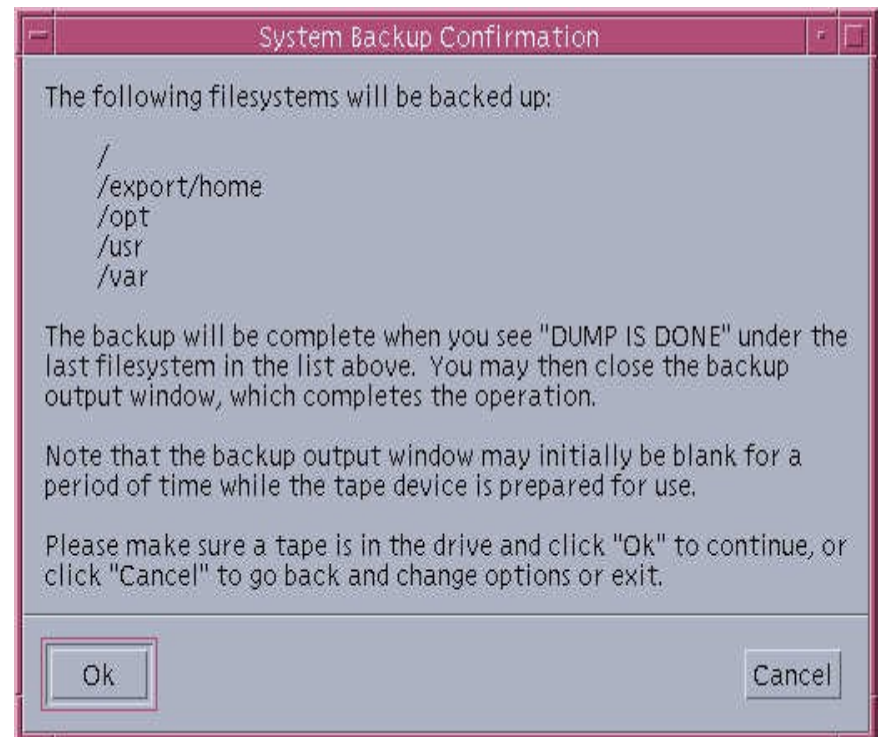 System Backup Confirmation
The following filesystems will be backed up:
/
/export/home
/opt
/usr
/var
The backup will be complete when you see "DUMP IS DONE" under the
last filesystem in the list above. You may then close the backup
output window, which completes the operation.
Note that the backup output window may initially be blank for a
period of time while the tape device is prepared for use.
Please make sure a tape is in the drive and click "Ok" to continue, or
click "Cancel" to go back and change options or exit.
Ok
Cancel